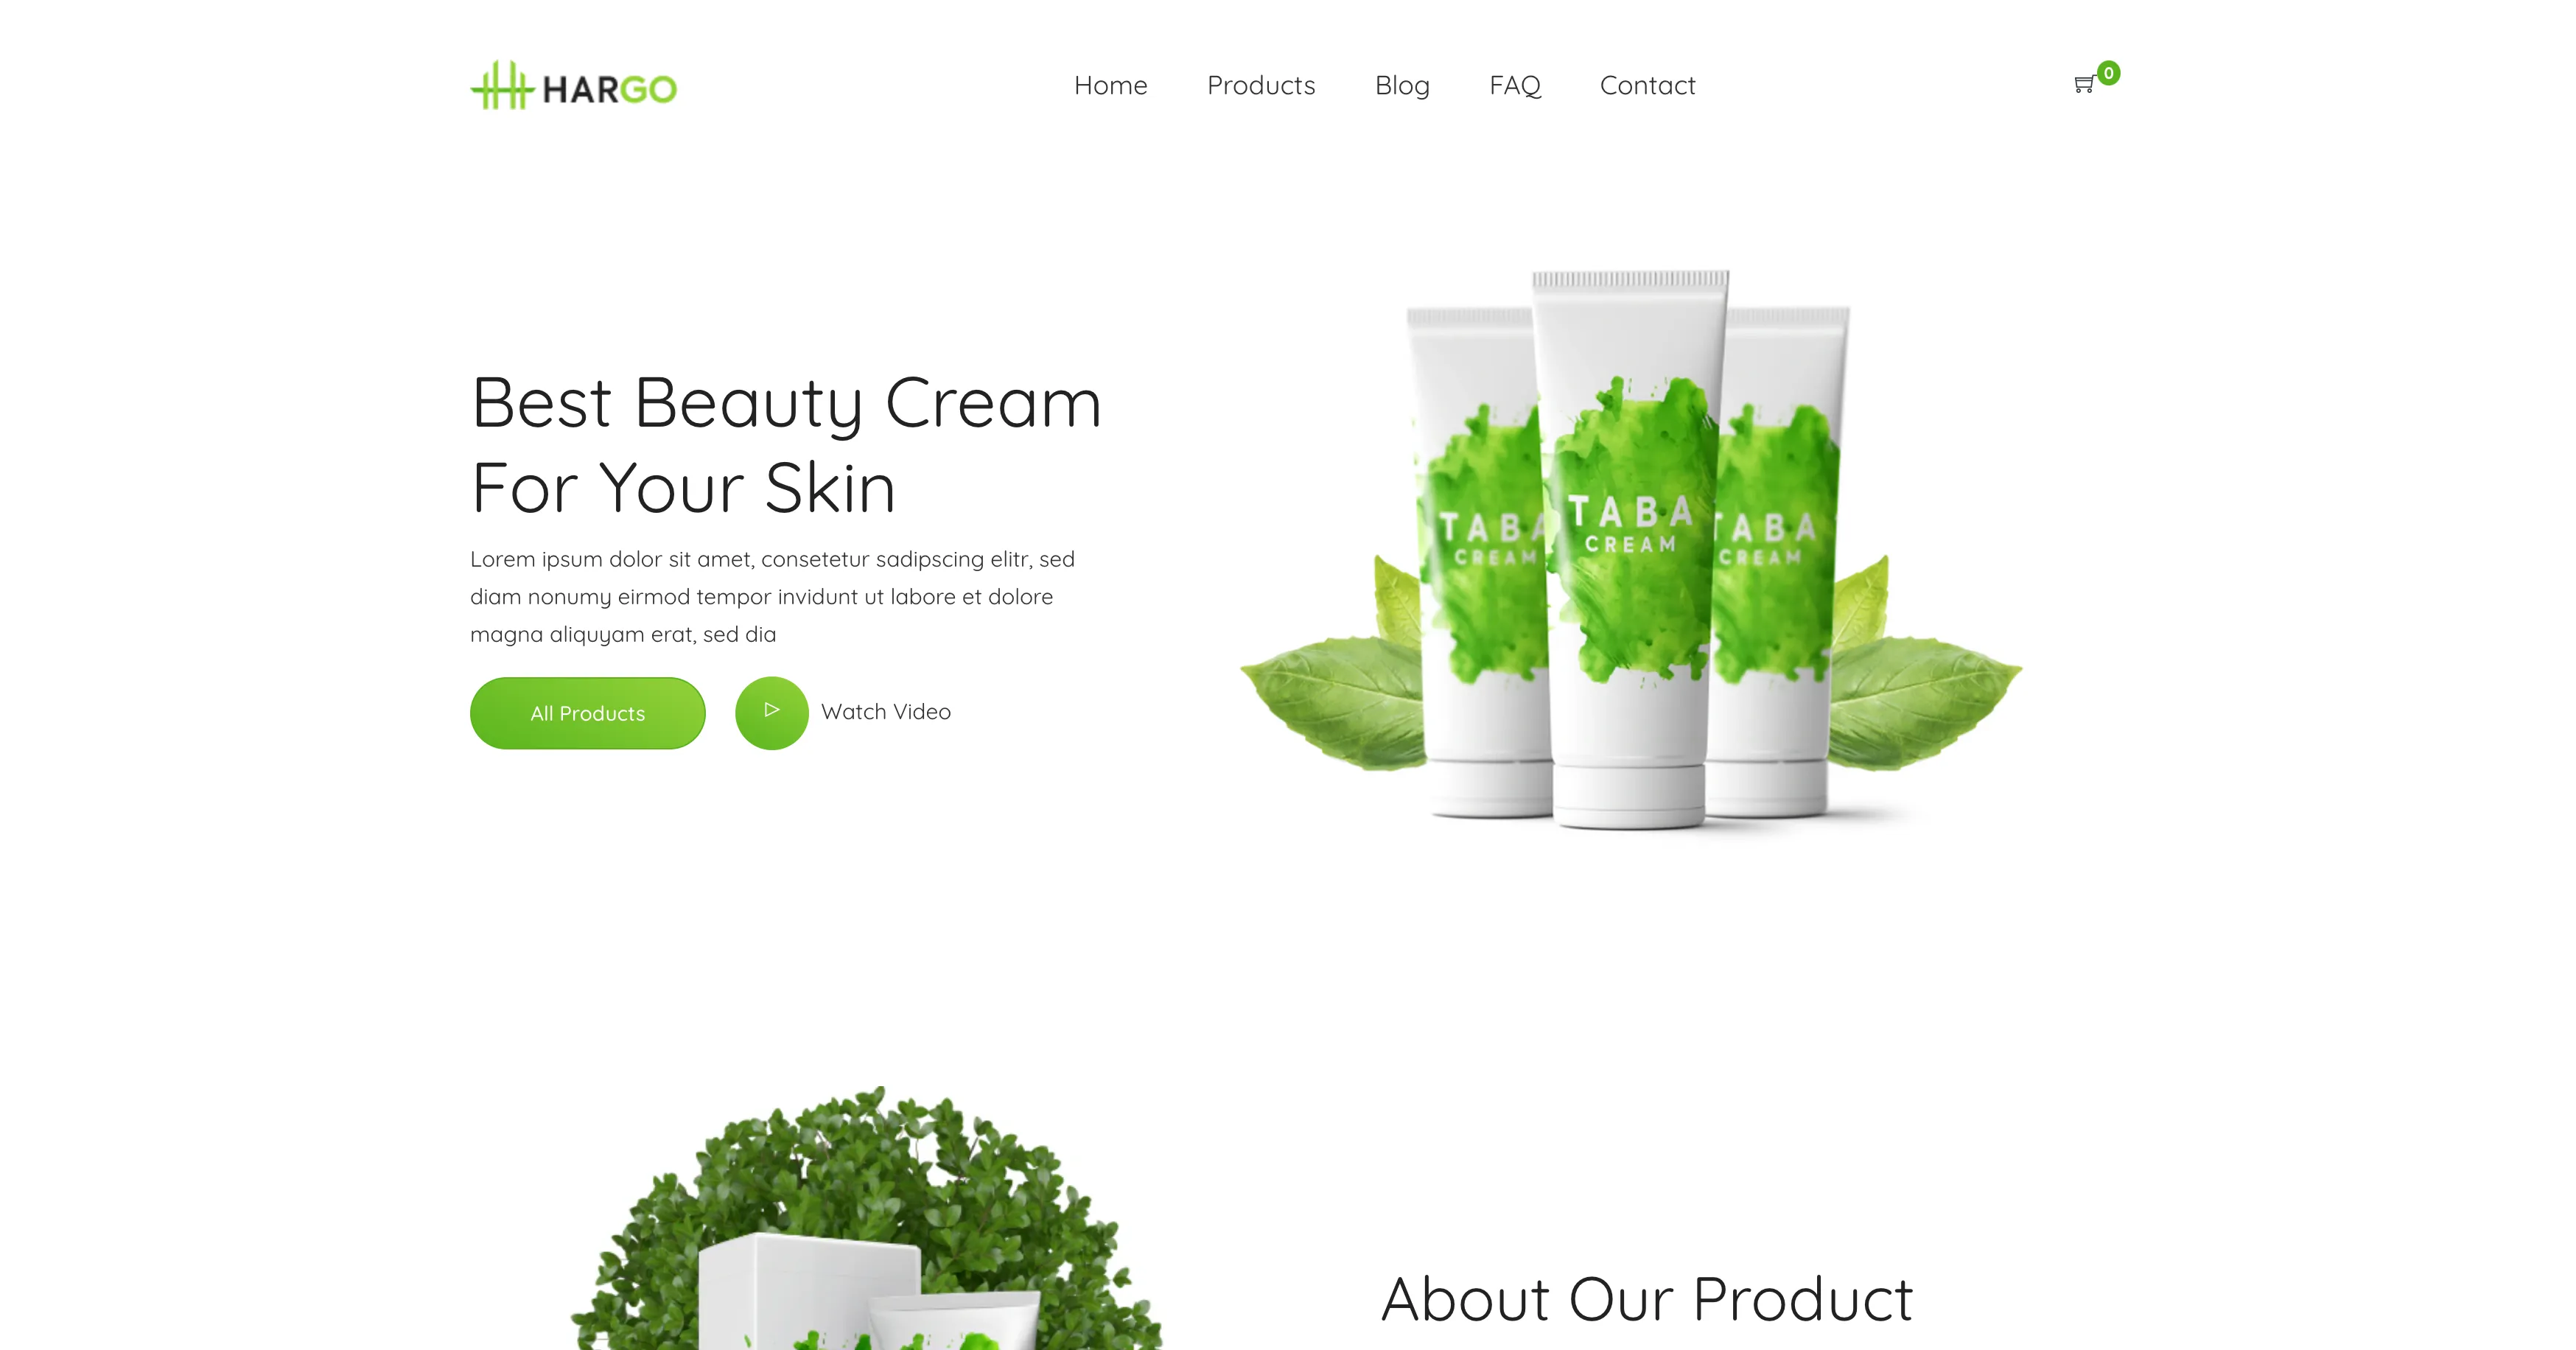 HARGO
Home
Products
Blog
FAQ
Contact
0
Best Beauty Cream
For Your Skin
Lorem ipsum dolor sit amet, consetetur sadipscing elitr, sed
diam nonumy eirmod tempor invidunt ut labore et dolore
magna aliquyam erat, sed dia
All Products
Watch Video
TABA
CREAM
TABA
CREAM
TABA
CREAM
About Our Product